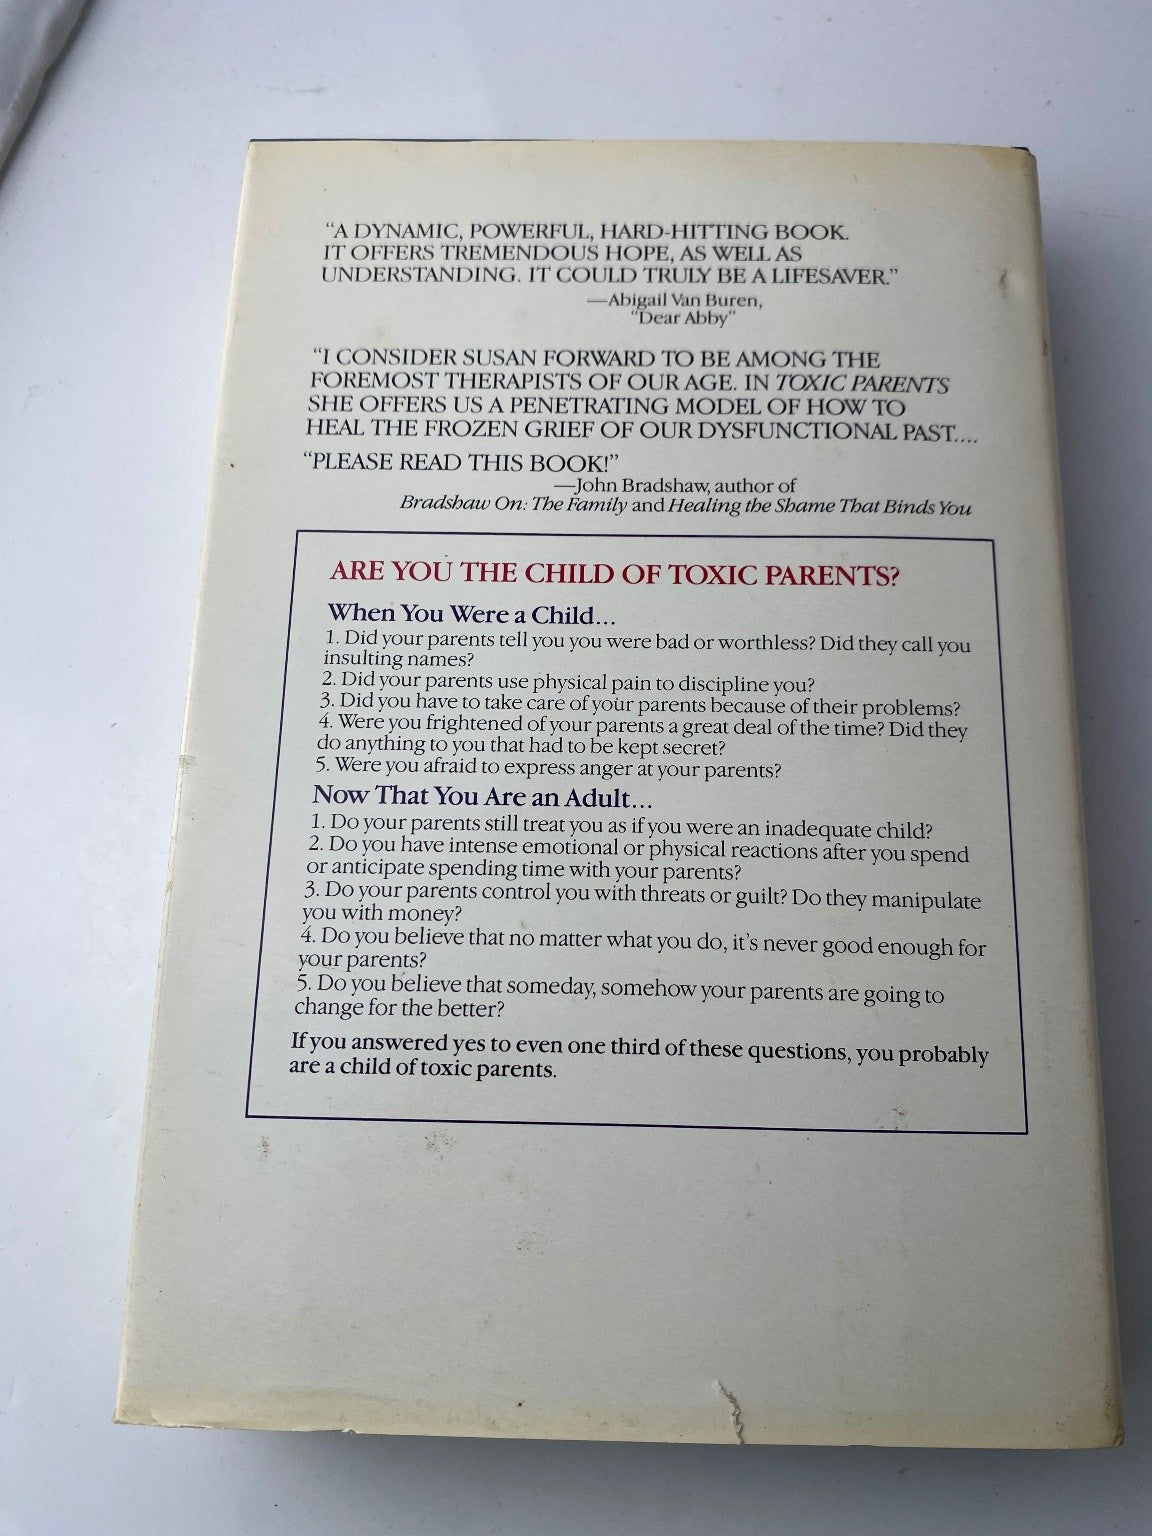 “A DYNAMIC, POWERFUL, HARD-HITTING BOOK.
IT OFFERS TREMENDOUS HOPE, AS WELL AS
UNDERSTANDING. IT COULD TRULY BE A LIFESAVER.”
—Abigail Van Buren,
“Dear Abby”
“I CONSIDER SUSAN FORWARD TO BE AMONG THE
FOREMOST THERAPISTS OF OUR AGE. IN TOXIC PARENTS
SHE OFFERS US A PENETRATING MODEL OF HOW TO
HEAL THE FROZEN GRIEF OF OUR DYSFUNCTIONAL PAST....
“PLEASE READ THIS BOOK!”
—John Bradshaw, author of
Bradshaw On: The Family and Healing the Shame That Binds You
ARE YOU THE CHILD OF TOXIC PARENTS?
When You Were a Child...
1. Did your parents tell you you were bad or worthless? Did they call you
insulting names?
2. Did your parents use physical pain to discipline you?
3. Did you have to take care of your parents because of their problems?
4. Were you frightened of your parents a great deal of the time? Did they
do anything to you that had to be kept secret?
5. Were you afraid to express anger at your parents?
Now That You Are an Adult...
1. Do your parents still treat you as if you were an inadequate child?
2. Do you have intense emotional or physical reactions after you spend
or anticipate spending time with your parents?
3. Do your parents control you with threats or guilt? Do they manipulate
you with money?
4. Do you believe that no matter what you do, it's never good enough for
your parents?
5. Do you believe that someday, somehow your parents are going to
change for the better?
If you answered yes to even one third of these questions, you probably
are a child of toxic parents.